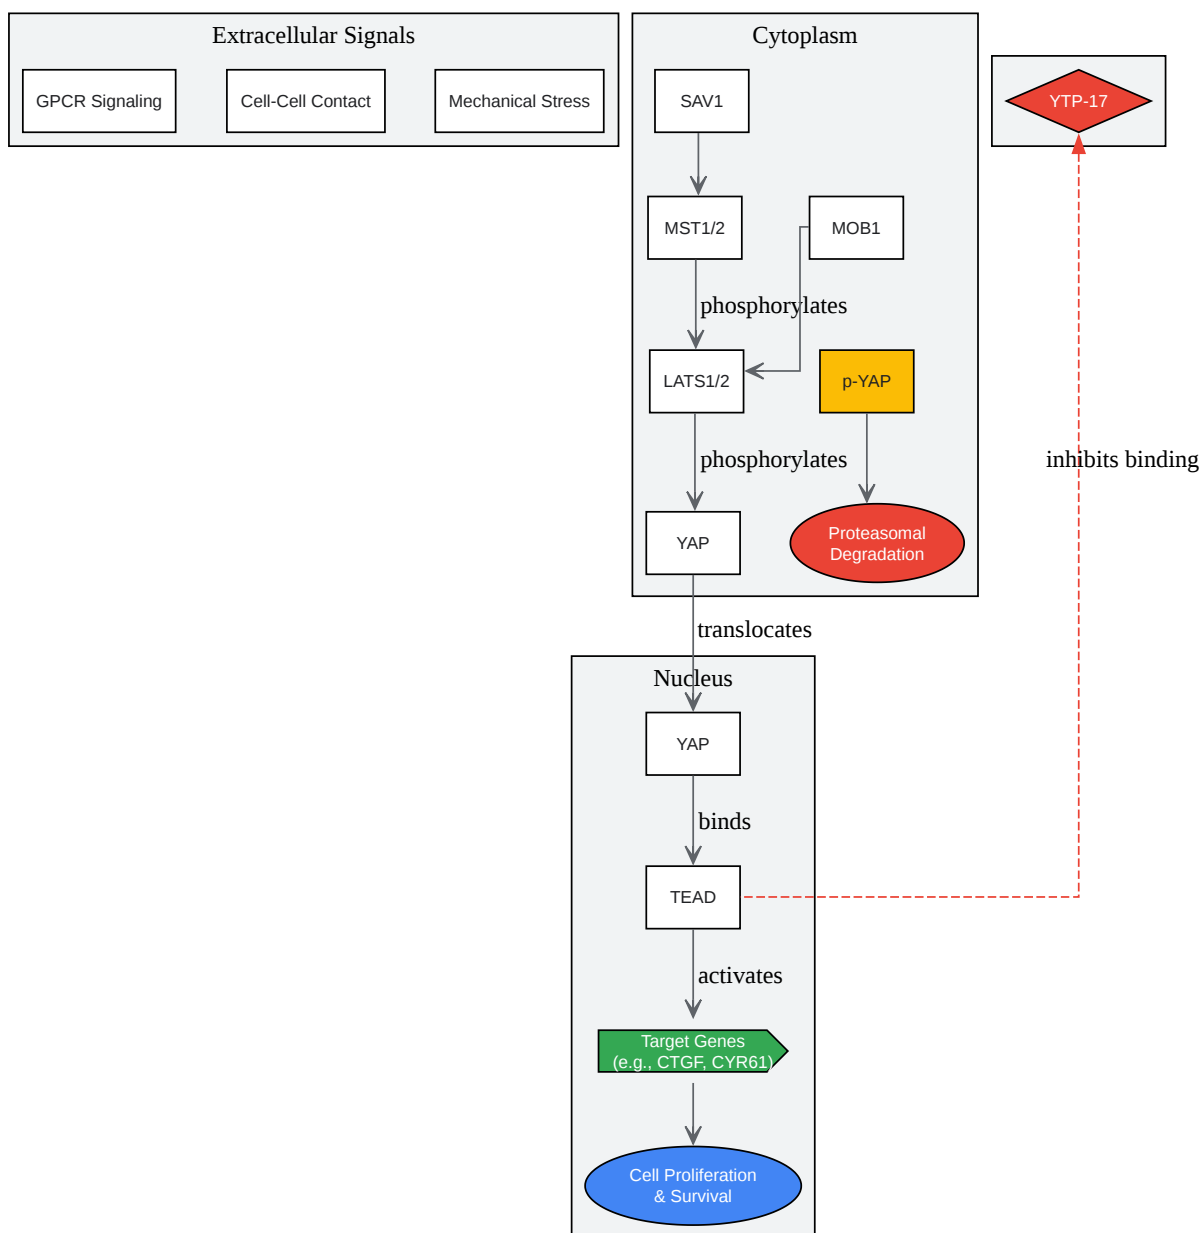 Extracellular Signals
GPCR Signaling
Cell-Cell Contact
Mechanical Stress
Cytoplasm
SAV1
YTP-17
MST1/2
MOB1
phosphorylates
LATS1/2
p-YAP
phosphorylates
inhibits binding
YAP
Proteasomal
Degradation
translocates
Nucleus
YAP
binds
TEAD
activates
Target Genes
(e.g., CTGF, CYR61)
Cell Proliferation
& Survival